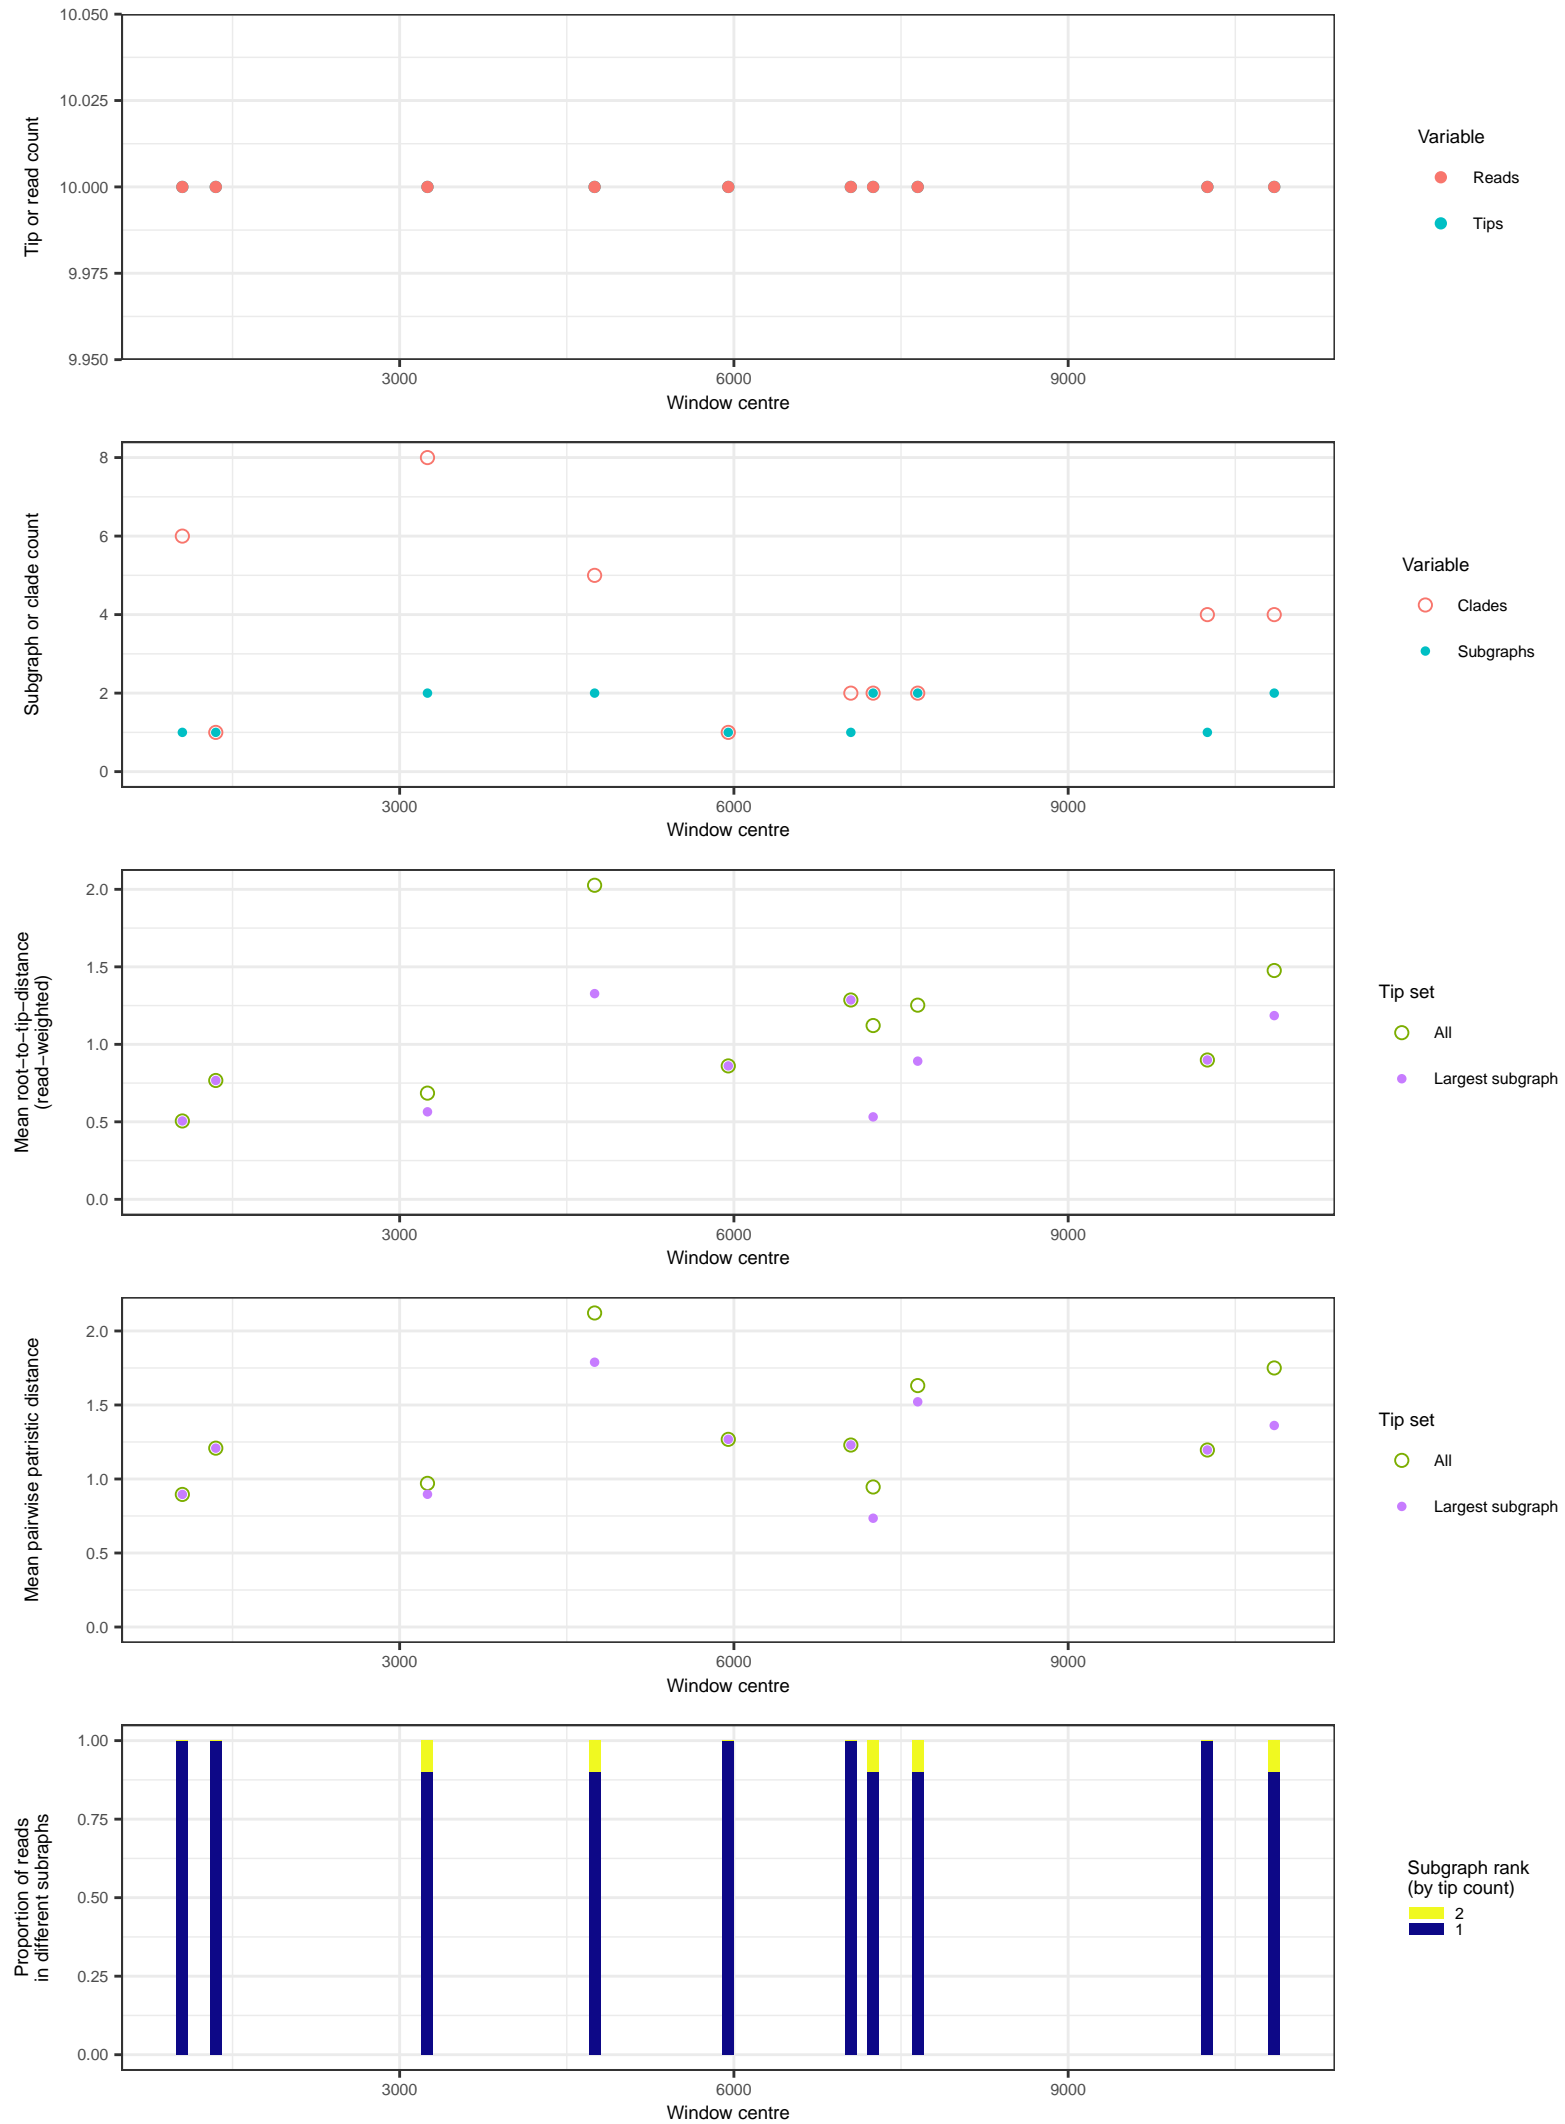 10.050
10.025
10.000
9.975
9.950
Tip or read count
3000 6000 9000
Window centre
Variable
Reads
Tips
8
6
4
2
0
Subgraph or clade count
3000 6000 9000
Window centre
Variable
Clades
Subgraphs
2.0
1.5
1.0
0.5
0.0
Mean root−to−tip−distance
(read−weighted)
3000 6000 9000
Window centre
Tip set
All
Largest subgraph
2.0
1.5
1.0
0.5
0.0
Mean pairwise patristic distance
3000 6000 9000
Window centre
Tip set
All
Largest subgraph
1.00
0.75
0.50
0.25
0.00
Proportion of reads
in different subraphs
3000 6000 9000
Window centre
Subgraph rank
(by tip count)
2
1